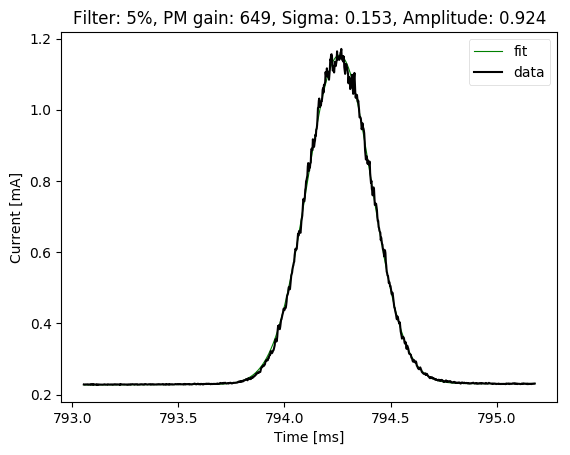 Filter: 5%, PM gain: 649, Sigma: 0.153, Amplitude: 0.924
fit
data
1.2
1.0
0.8
0.6
0.4
0.2
Current [mA]
793.0 793.5 794.0 794.5 795.0
Time [ms]